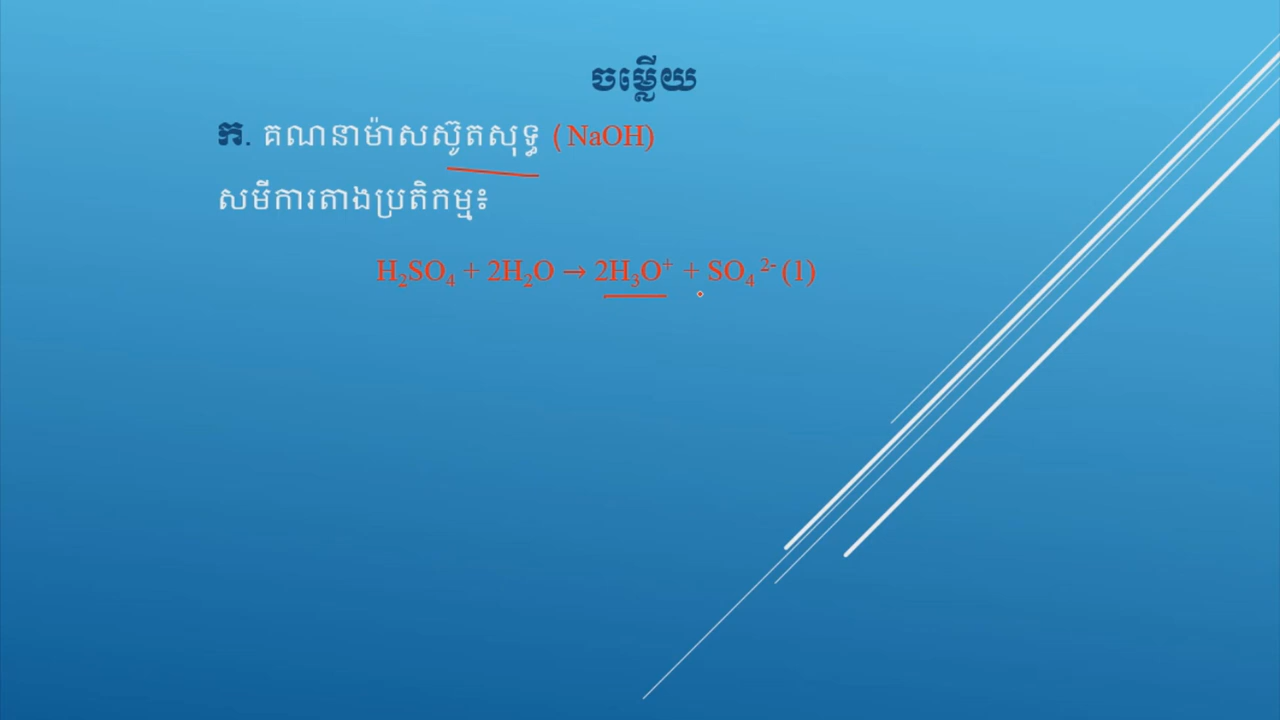 ចម្លើយ
ក. គណនាម៉ាសស៊ូតសុទ្ធ (NaOH)
សមីការតាងប្រតិកម្ម៖
H₂SO₄ + 2H₂O → 2H₃O⁺ + SO₄ ²⁻ (1)